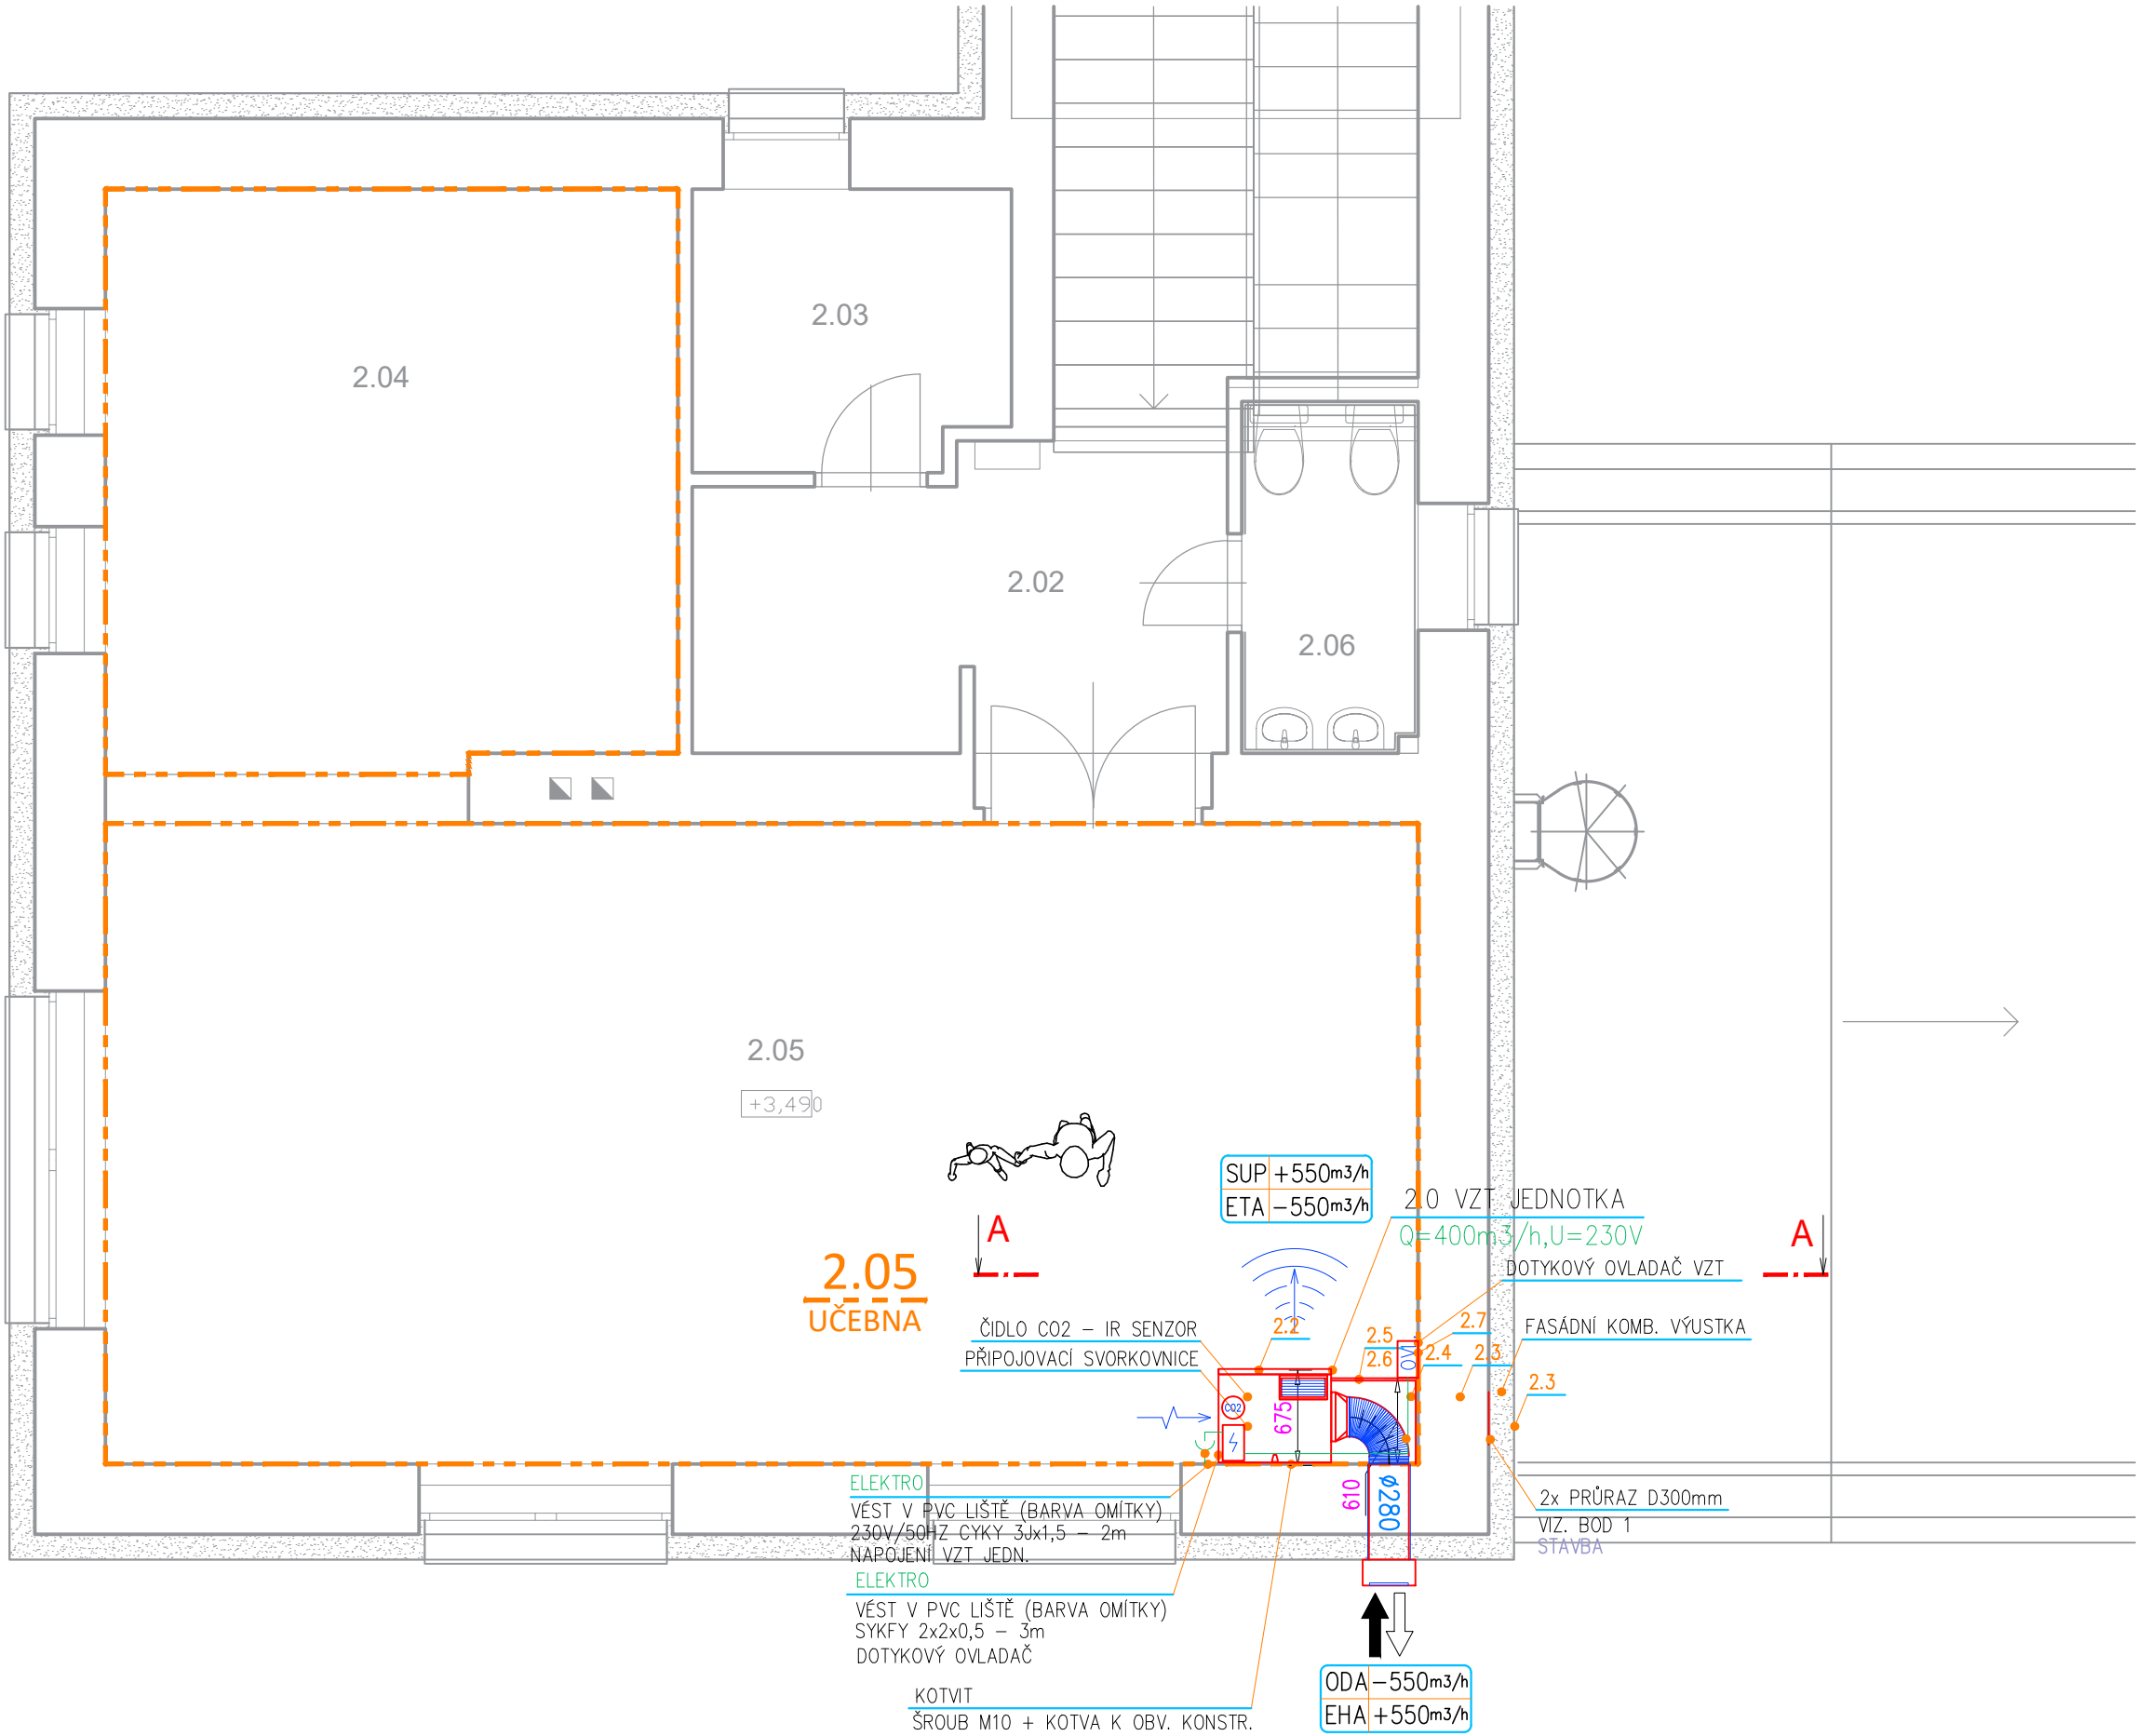 2.03
2.04
2.02
2.06
2.05
+3,490
SUP +550m3/h
ETA -550m3/h
2.0 VZT JEDNOTKA
Q=400m3/h,U=230V
A
A
DOTYKOVÝ OVLADAČ VZT
2.05
UČEBNA
ČIDLO CO2 – IR SENZOR
PŘIPOJOVACÍ SVORKOVNICE
2.2
2.5
2.6
2.7
2.4
2.3
FASÁDNÍ KOMB. VÝUSTKA
2.3
OVL
CO2
675
610
ø280
ELEKTRO
VÉST V PVC LIŠTĚ (BARVA OMÍTKY)
230V/50HZ CYKY 3Jx1,5 – 2m
NAPOJENÍ VZT JEDN.
ELEKTRO
VÉST V PVC LIŠTĚ (BARVA OMÍTKY)
SYKFY 2x2x0,5 – 3m
DOTYKOVÝ OVLADAČ
2x PRŮRAZ D300mm
VIZ. BOD 1
STAVBA
KOTVIT
ŠROUB M10 + KOTVA K OBV. KONSTR.
ODA -550m3/h
EHA +550m3/h